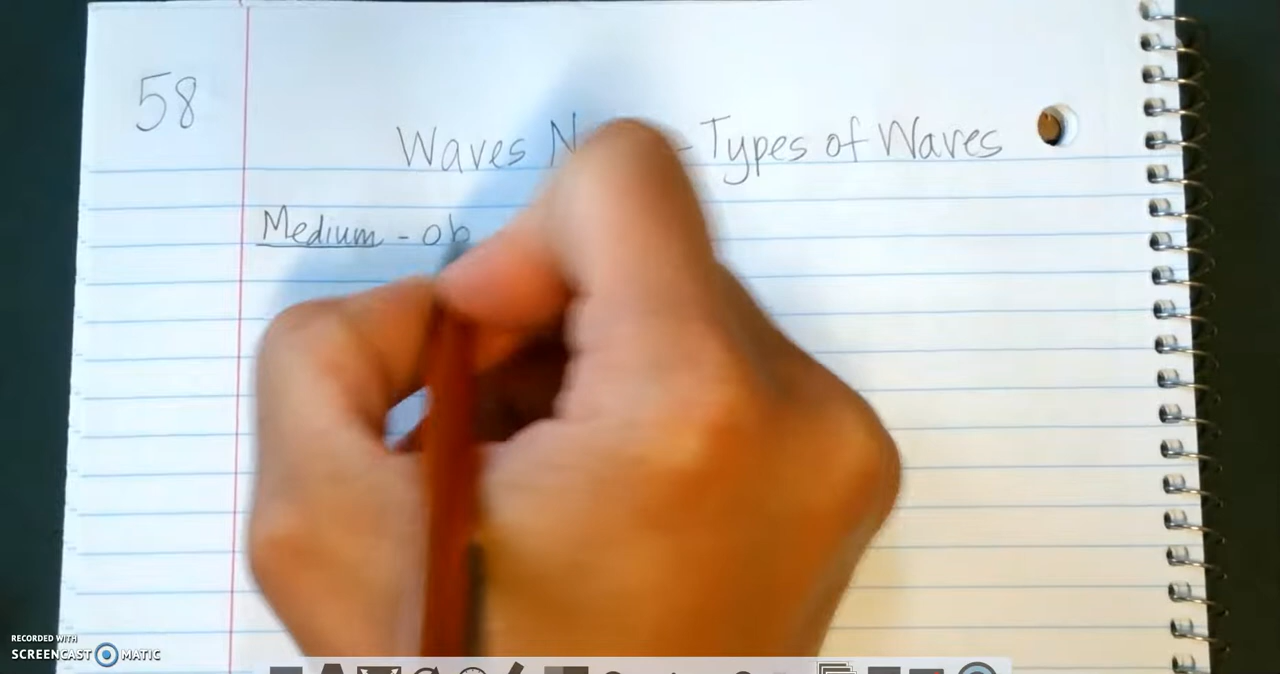 58
Waves - Types of Waves
Medium - ob
RECORDED WITH
SCREENCAST MATIC